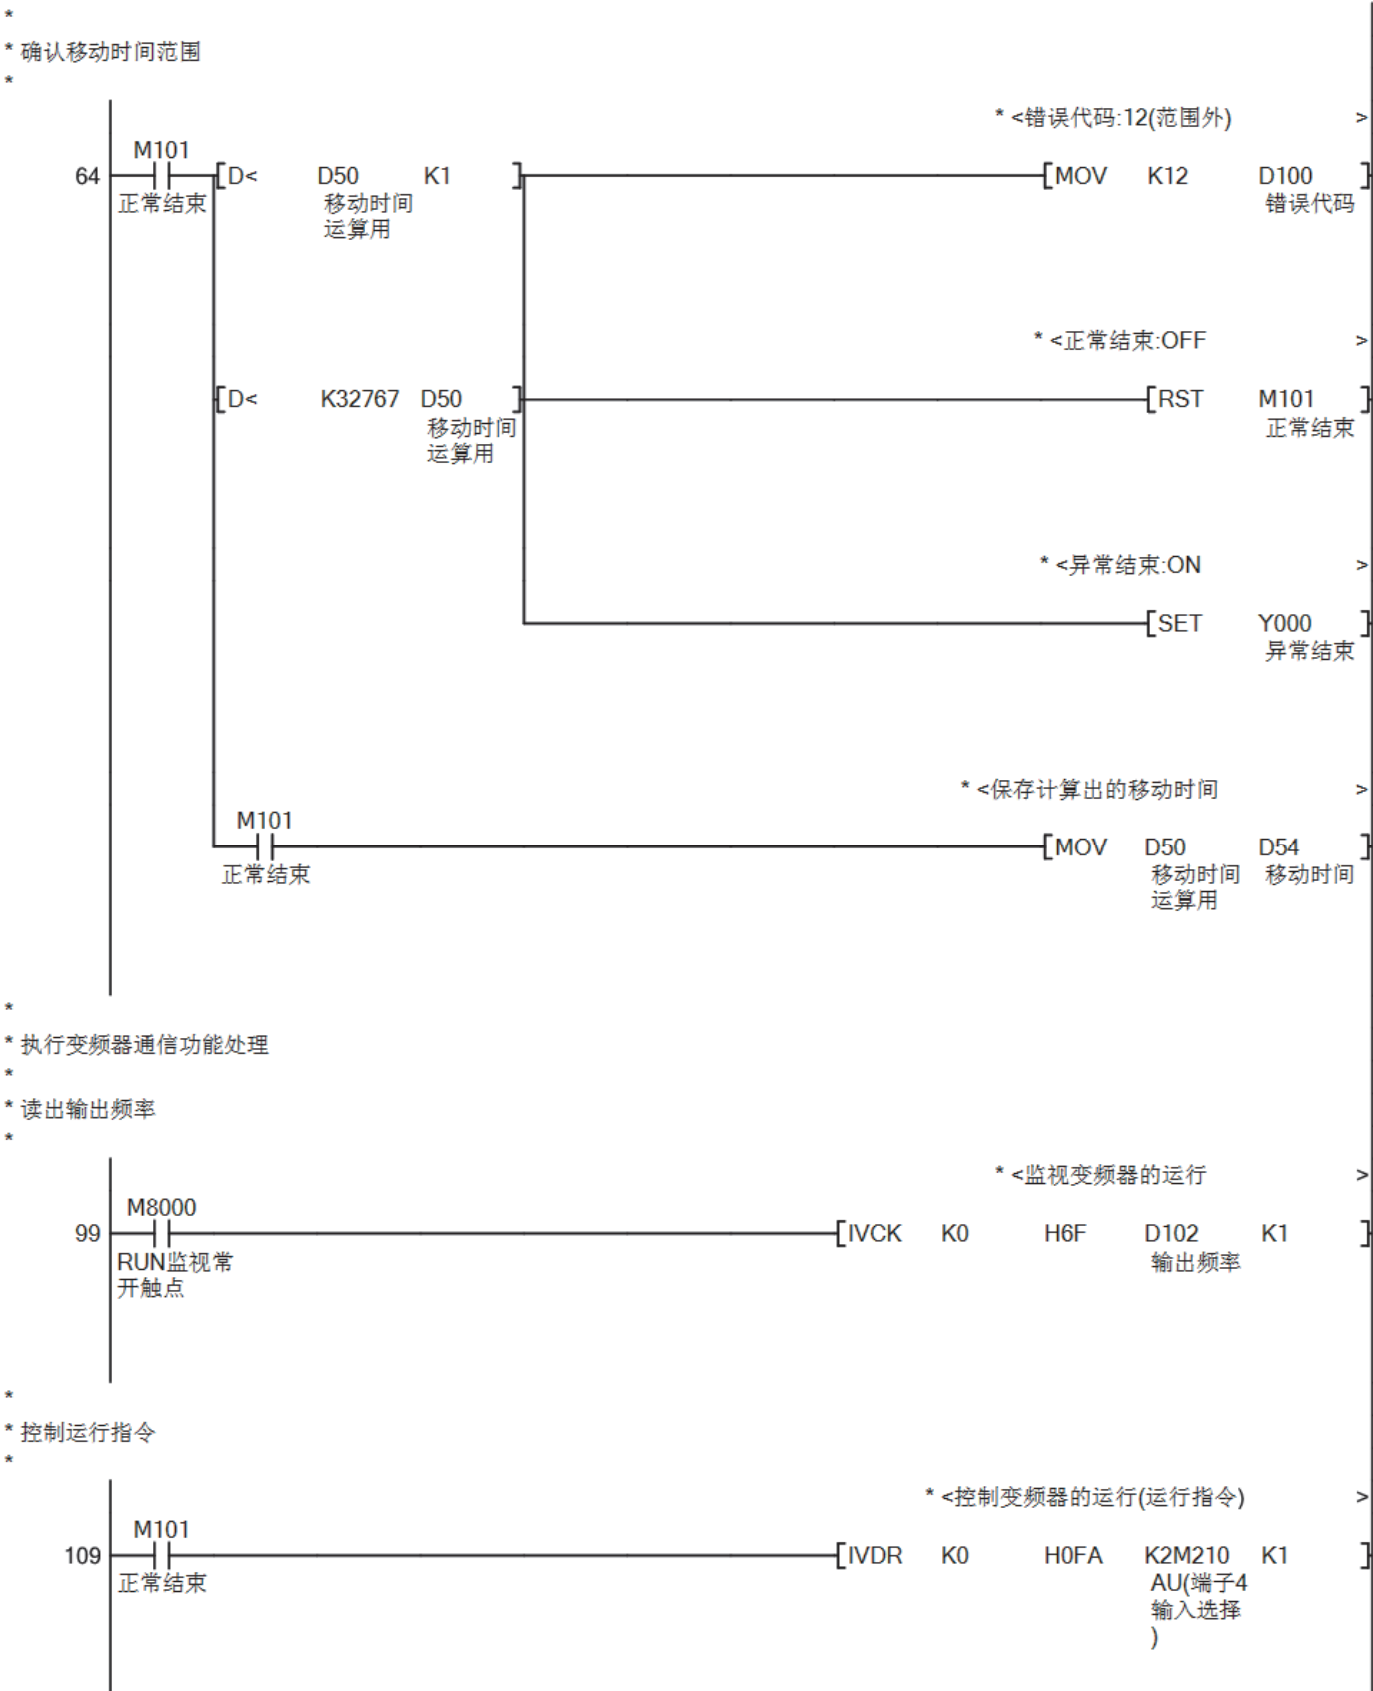 *
* 确认移动时间范围
*
* <错误代码:12(范围外) >
M101
64 [D< D50 K1 ] [MOV K12 D100 ]
正常结束 移动时间 错误代码
运算用
* <正常结束:OFF >
[D< K32767 D50 ] [RST M101 ]
移动时间 正常结束
运算用
* <异常结束:ON >
[SET Y000 ]
异常结束
* <保存计算出的移动时间 >
M101
[MOV D50 D54 ]
正常结束 移动时间 移动时间
运算用
*
* 执行变频器通信功能处理
*
* 读出输出频率
*
* <监视变频器的运行 >
M8000
99 [IVCK K0 H6F D102 K1 ]
RUN监视常 输出频率
开触点
*
* 控制运行指令
*
* <控制变频器的运行(运行指令) >
M101
109 [IVDR K0 H0FA K2M210 K1 ]
正常结束 AU(端子4
输入选择
)